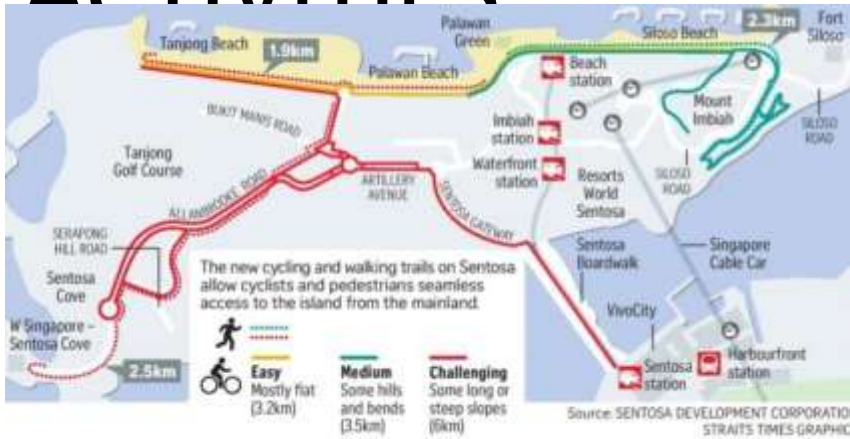 Tanjong Beach
1.9km
Palawan Beach
Palawan
Green
Siloso Beach
2.3km
Fort
Siloso
Beach
station
Mount
Imbiah
Imbiah
station
Waterfront
station
SILOSO
ROAD
SILOSO
ROAD
Resorts
World
Sentosa
BUKIT MANIS ROAD
Tanjong
Golf Course
ALLANBROOKE ROAD
ARTILLERY
AVENUE
SENTOSA GATEWAY
SERAPONG
HILL ROAD
Sentosa
Cove
W Singapore –
Sentosa Cove
2.5km
Sentosa
Boardwalk
Singapore
Cable Car
VivoCity
Sentosa
station
Harbourfront
station
The new cycling and walking trails on Sentosa
allow cyclists and pedestrians seamless
access to the island from the mainland.
Easy
Mostly flat
(3.2km)
Medium
Some hills
and bends
(3.5km)
Challenging
Some long or
steep slopes
(6km)
Source: SENTOSA DEVELOPMENT CORPORATIO
STRAITS TIMES GRAPHIC